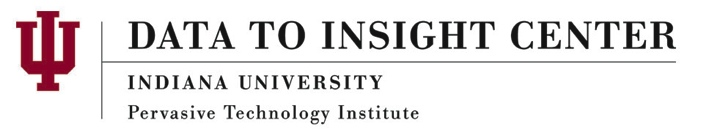 DATA TO INSIGHT CENTER
INDIANA UNIVERSITY
Pervasive Technology Institute